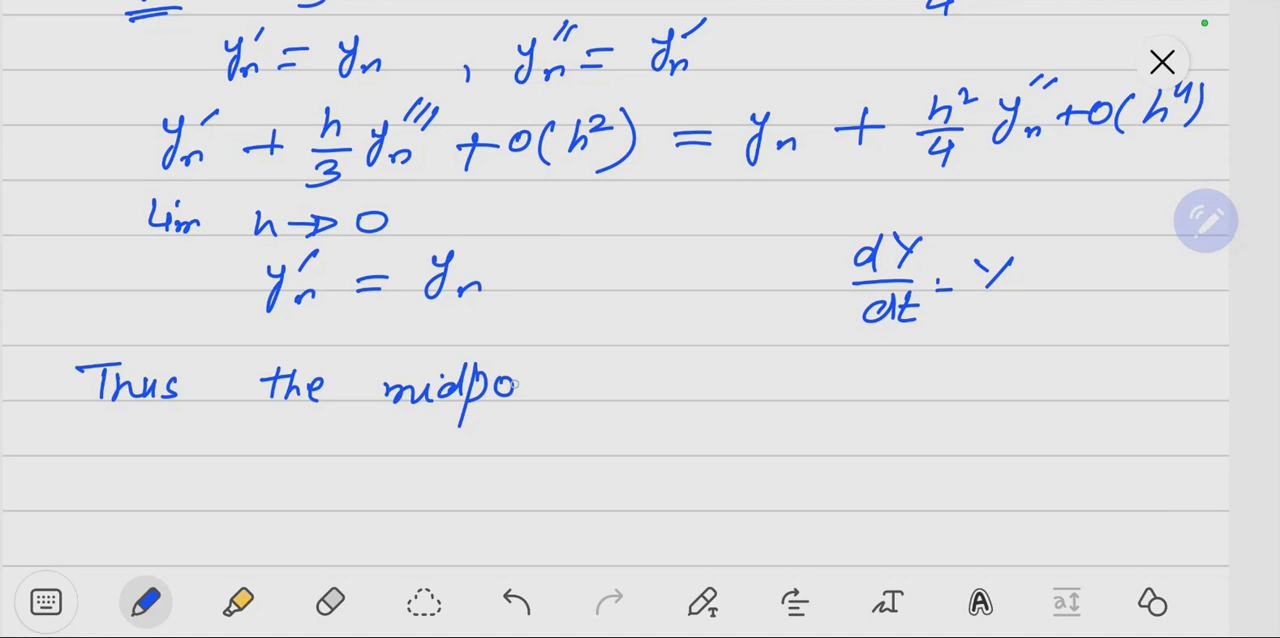 y'ₙ = yₙ , y''ₙ = y'ₙ
y'ₙ + h/3 y'''ₙ + O(h²) = yₙ + h²/4 y''ₙ + O(h⁴)
Lim h → 0
y'ₙ = yₙ
dY/dt = Y
Thus the midpo